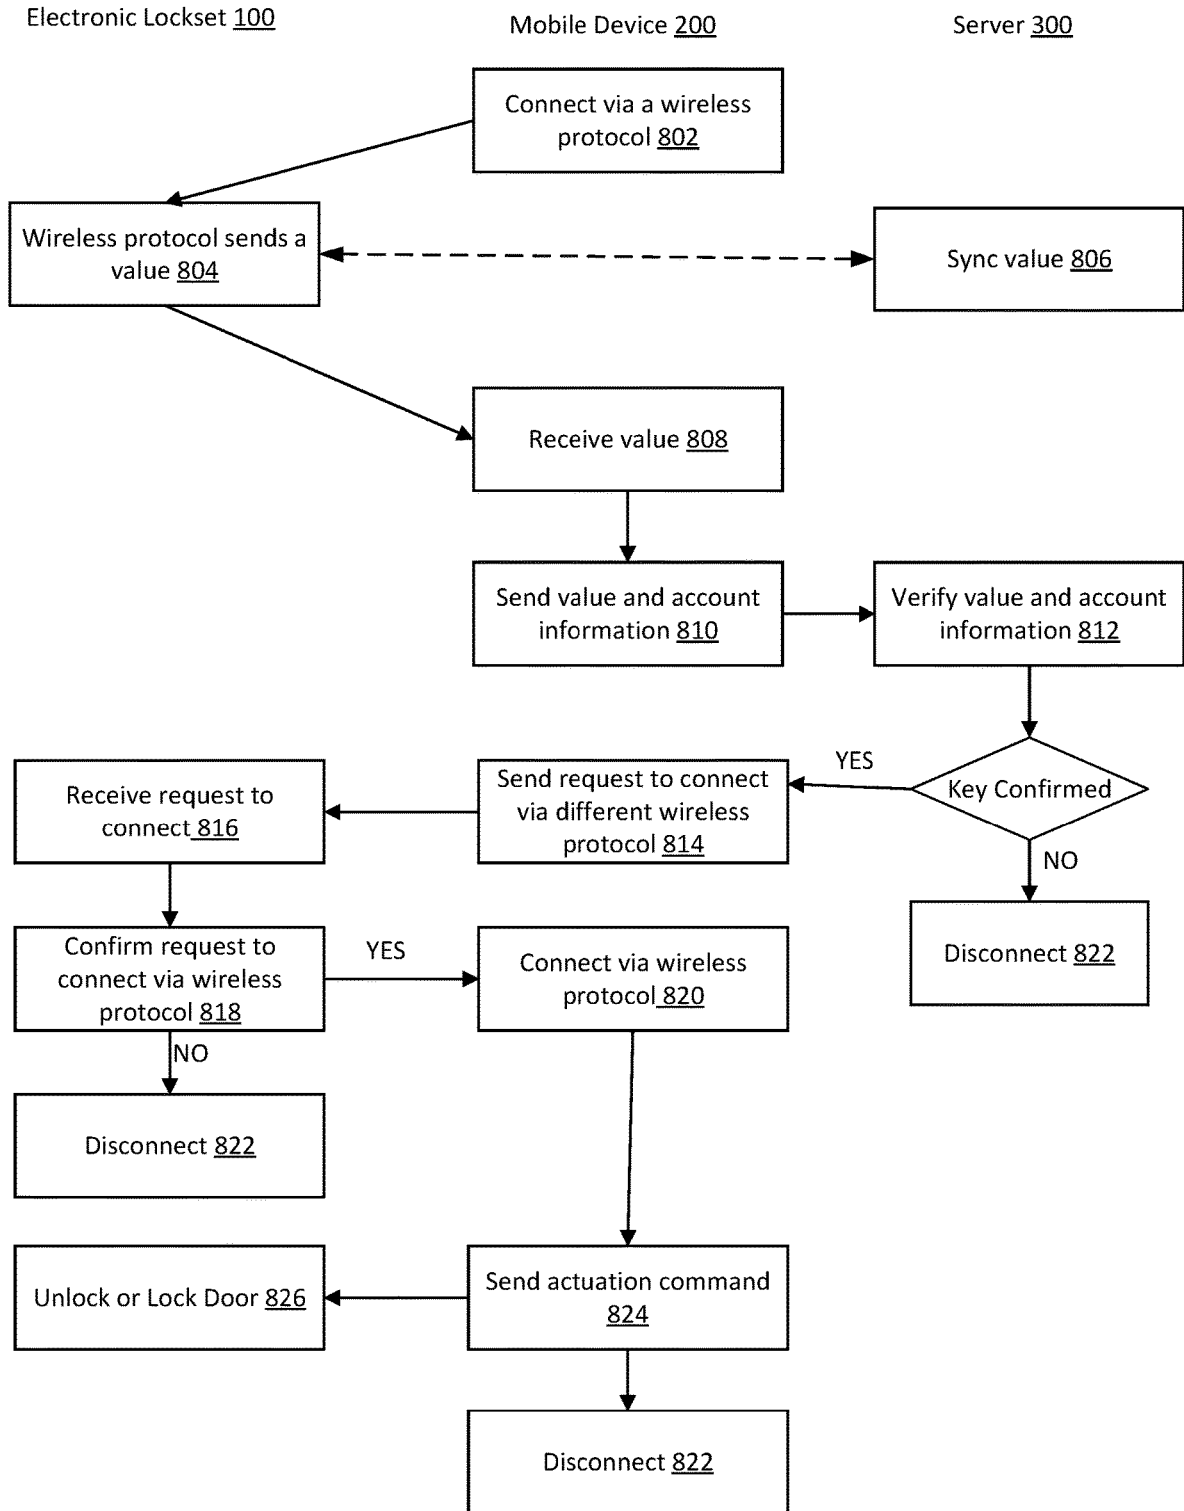 Electronic Lockset 100
Mobile Device 200
Server 300
Connect via a wireless
protocol 802
Wireless protocol sends a
value 804
Sync value 806
Receive value 808
Send value and account
information 810
Verify value and account
information 812
Key Confirmed
YES
NO
Send request to connect
via different wireless
protocol 814
Receive request to
connect 816
Disconnect 822
Confirm request to
connect via wireless
protocol 818
YES
NO
Connect via wireless
protocol 820
Disconnect 822
Send actuation command
824
Unlock or Lock Door 826
Disconnect 822